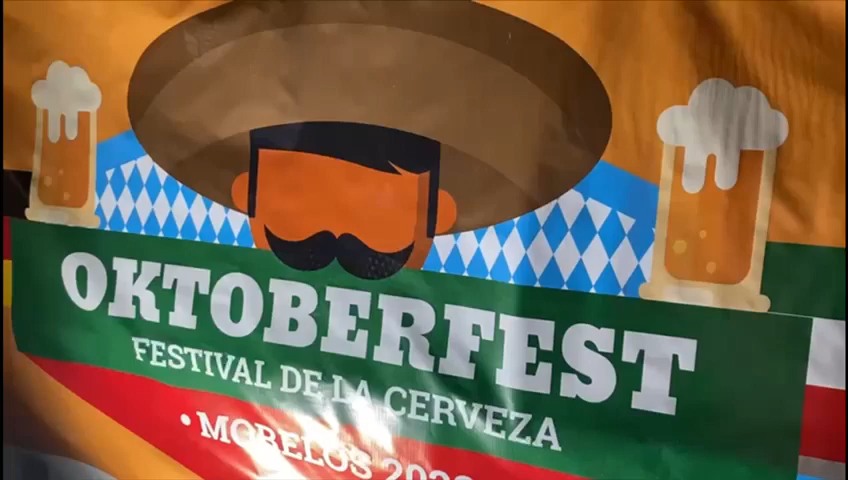 OKTOBERFEST
FESTIVAL DE LA CERVEZA
• MORELOS